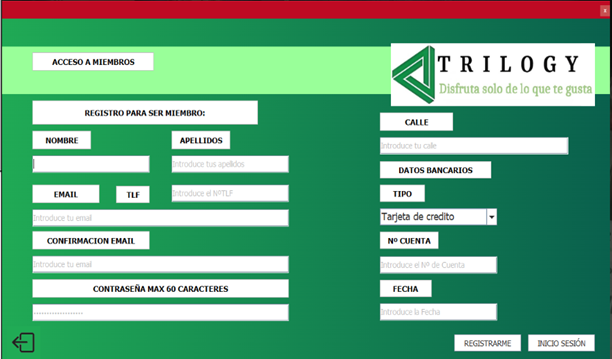 x
ACCESO A MIEMBROS
TRILOGY
Disfruta solo de lo que te gusta
REGISTRO PARA SER MIEMBRO:
NOMBRE
APELLIDOS
Introduce tus apellidos
EMAIL
TLF
Introduce el NºTLF
Introduce tu email
CONFIRMACION EMAIL
Introduce tu email
CONTRASEÑA MAX 60 CARACTERES
------------------
CALLE
Introduce tu calle
DATOS BANCARIOS
TIPO
Tarjeta de credito
Nº CUENTA
Introduce el Nº de Cuenta
FECHA
Introduce la Fecha
REGISTRARME
INICIO SESIÓN